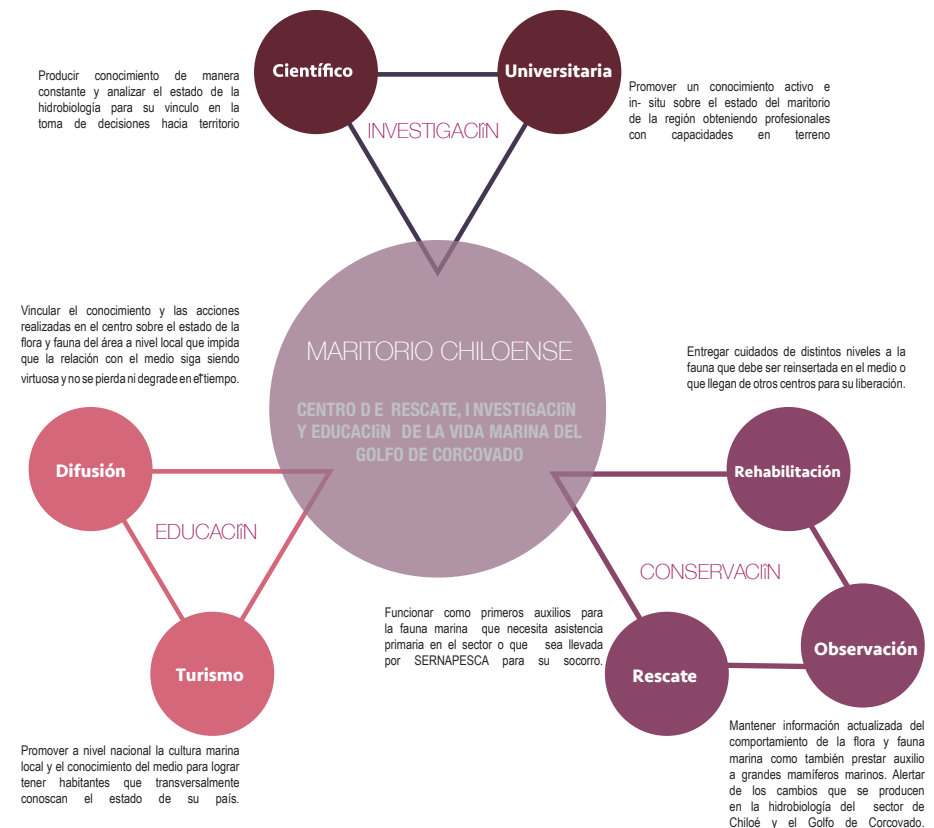 Científico
Universitaria
Producir conocimiento de manera
constante y analizar el estado de la
hidrobiología para su vinculo en la
toma de decisiones hacia territorio
INVESTIGACIîN
Promover un conocimiento activo e
in- situ sobre el estado del maritorio
de la región obteniendo profesionales
con capacidades en terreno
Vincular el conocimiento y las acciones
realizadas en el centro sobre el estado de la
flora y fauna del área a nivel local que impida
que la relación con el medio siga siendo
virtuosa y no se pierda ni degrade en el tiempo.
MARITORIO CHILOENSE
CENTRO D E RESCATE, I NVESTIGACIîN
Y EDUCACIîN DE LA VIDA MARINA DEL
GOLFO DE CORCOVADO
Entregar cuidados de distintos niveles a la
fauna que debe ser reinsertada en el medio o
que llegan de otros centros para su liberación.
Difusión
EDUCACIîN
Turismo
Rehabilitación
CONSERVACIîN
Observación
Rescate
Funcionar como primeros auxilios para
la fauna marina que necesita asistencia
primaria en el sector o que sea llevada
por SERNAPESCA para su socorro.
Promover a nivel nacional la cultura marina
local y el conocimiento del medio para lograr
tener habitantes que transversalmente
conoscan el estado de su país.
Mantener información actualizada del
comportamiento de la flora y fauna
marina como también prestar auxilio
a grandes mamíferos marinos. Alertar
de los cambios que se producen
en la hidrobiología del sector de
Chiloé y el Golfo de Corcovado.